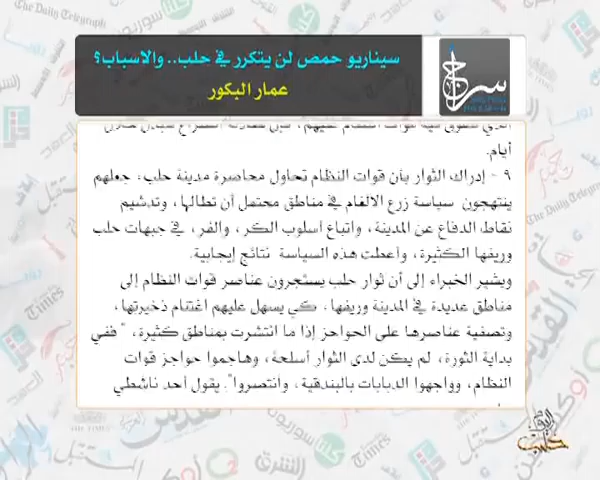 سيناريو حمص لن يتكرر في حلب.. والاسباب؟
عمار البكور
سراج
أيام.
٩ - إدراك الثوار بأن قوات النظام تحاول محاصرة مدينة حلب، جعلهم
ينتهجون سياسة زرع الالغام في مناطق محتمل أن تطالها، وتدشيم
نقاط الدفاع عن المدينة، واتباع أسلوب الكر، والفر، في جبهات حلب
وريفها الكثيرة، وأعطت هذه السياسة نتائج إيجابية.
ويشير الخبراء إلى أن ثوار حلب يستجرون عناصر قوات النظام إلى
مناطق عديدة في المدينة وريفها، كي يسهل عليهم اغتنام ذخيرتها،
وتصفية عناصرها على الحواجز إذا ما انتشرت بمناطق كثيرة، "ففي
بداية الثورة، لم يكن لدى الثوار أسلحة، وهاجموا حواجز قوات
النظام، وواجهوا الدبابات بالبندقية، وانتصروا". يقول أحد ناشطي
حلب اليوم